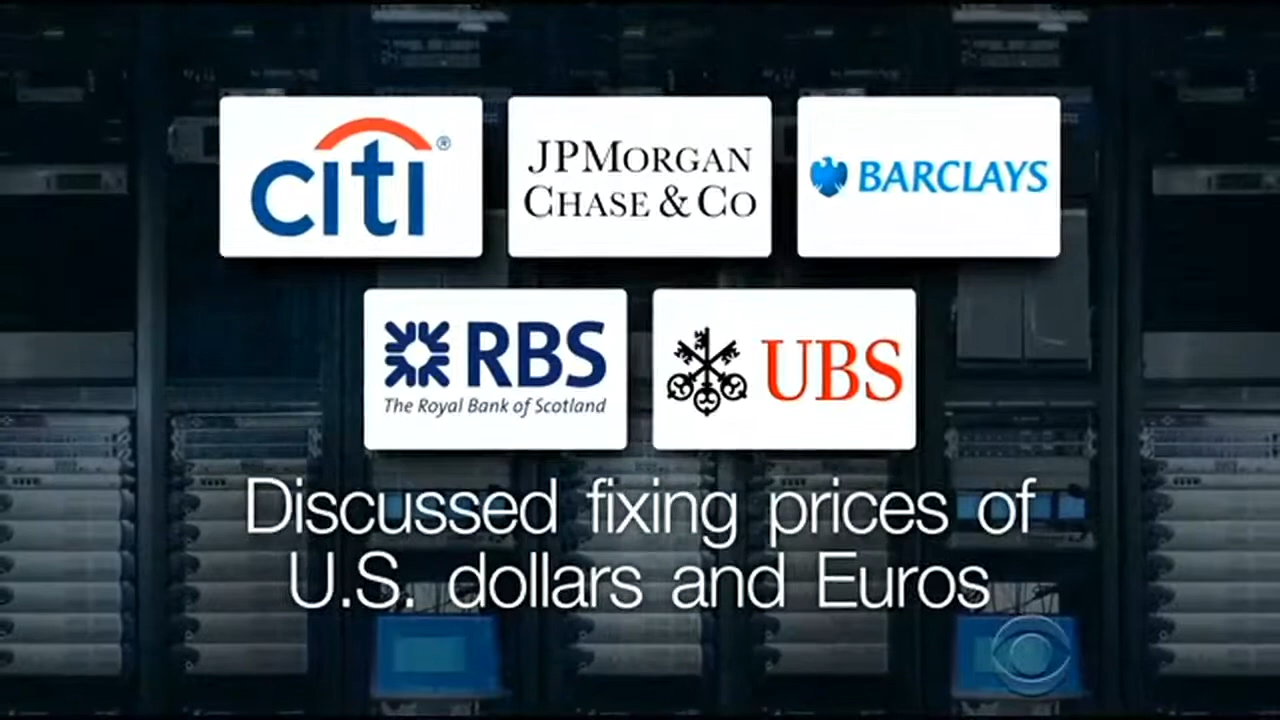 citi®
JPMORGAN
CHASE & CO
BARCLAYS
RBS
The Royal Bank of Scotland
UBS
Discussed fixing prices of
U.S. dollars and Euros